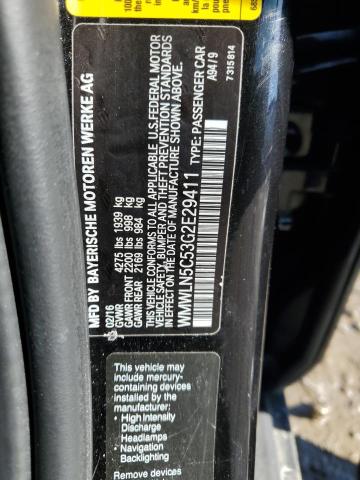 MFD BY BAYERISCHE MOTOREN WERKE AG
02/16
GVWR 4275 lbs 1939 kg
GAWR FRONT 2200 lbs 998 kg
GAWR REAR 2169 lbs 984 kg
THIS VEHICLE CONFORMS TO ALL APPLICABLE U.S. FEDERAL MOTOR
VEHICLE SAFETY, BUMPER AND THEFT PREVENTION STANDARDS
IN EFFECT ON THE DATE OF MANUFACTURE SHOWN ABOVE.
WMWLN5C53G2E29411 TYPE: PASSENGER CAR
A94/9
7 315 814
This vehicle may
include mercury-
containing devices
installed by the
manufacturer:
• High Intensity
Discharge
Headlamps
• Navigation
Backlighting
Remove devices